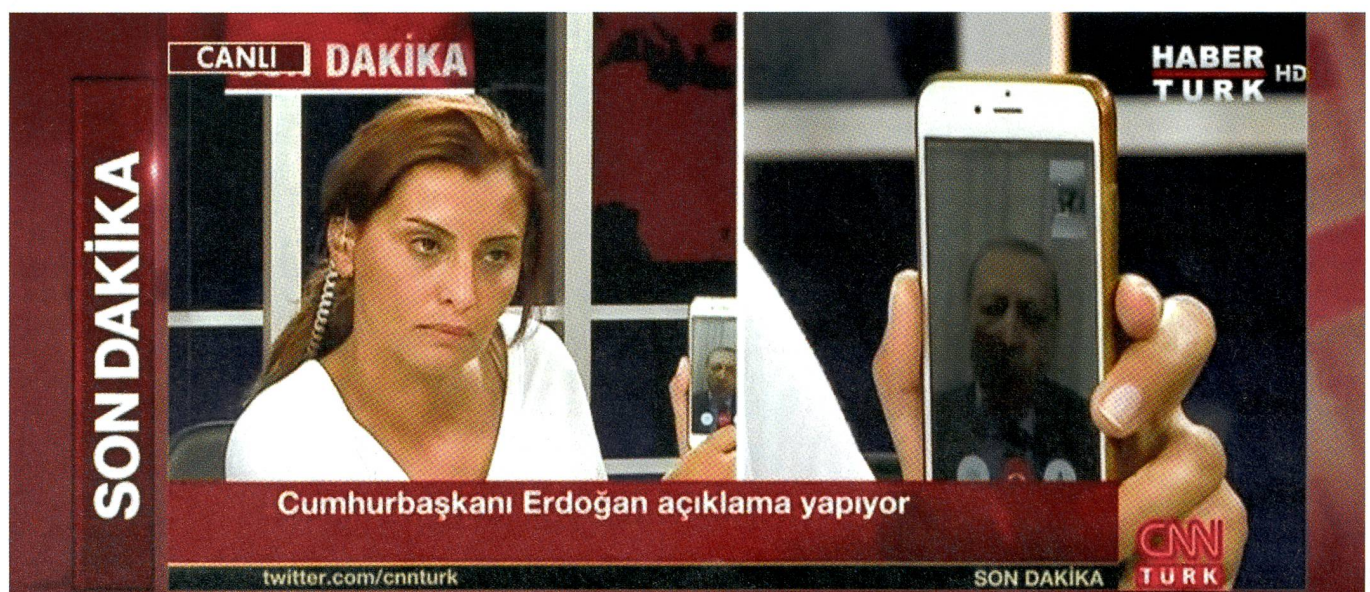 SON DAKİKA
CANLI
DAKİKA
HABER
TURK HD
Cumhurbaşkanı Erdoğan açıklama yapıyor
twitter.com/cnnturk
SON DAKİKA
CNN
TURK